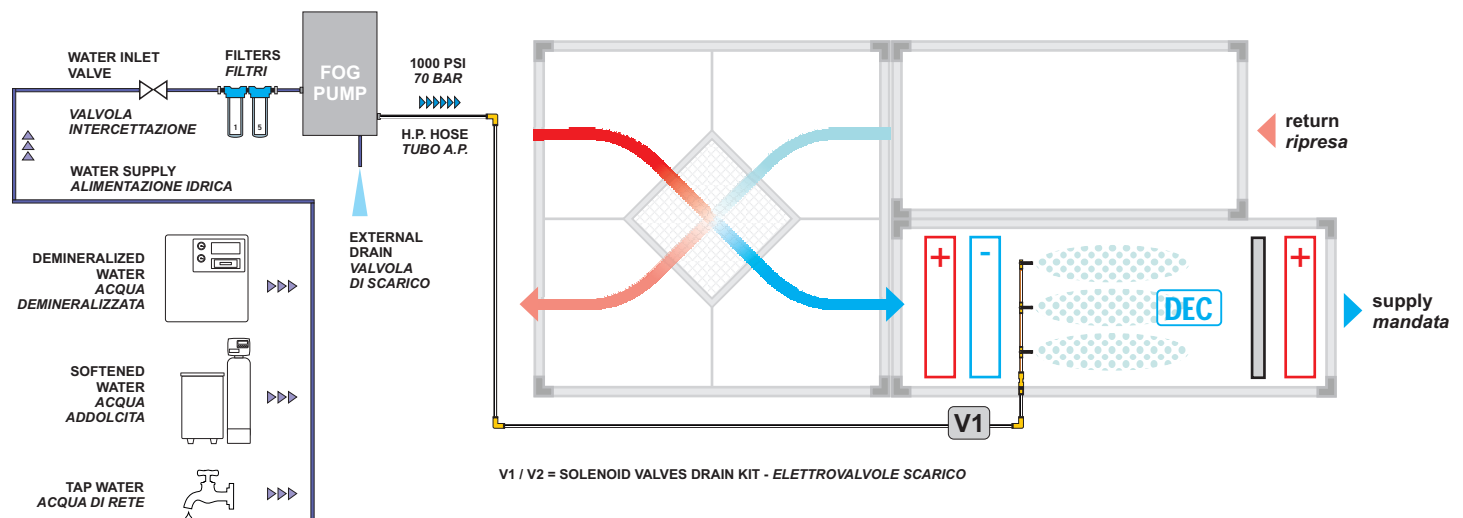 WATER INLET
VALVE
VALVOLA
INTERCETTAZIONE
FILTERS
FILTRI
1 5
FOG
PUMP
1000 PSI
70 BAR
H.P. HOSE
TUBO A.P.
WATER SUPPLY
ALIMENTAZIONE IDRICA
EXTERNAL
DRAIN
VALVOLA
DI SCARICO
DEMINERALIZED
WATER
ACQUA
DEMINERALIZZATA
SOFTENED
WATER
ACQUA
ADDOLCITA
TAP WATER
ACQUA DI RETE
return
ripresa
+ - +
DEC
supply
mandata
V1
V1 / V2 = SOLENOID VALVES DRAIN KIT - ELETTROVALVOLE SCARICO